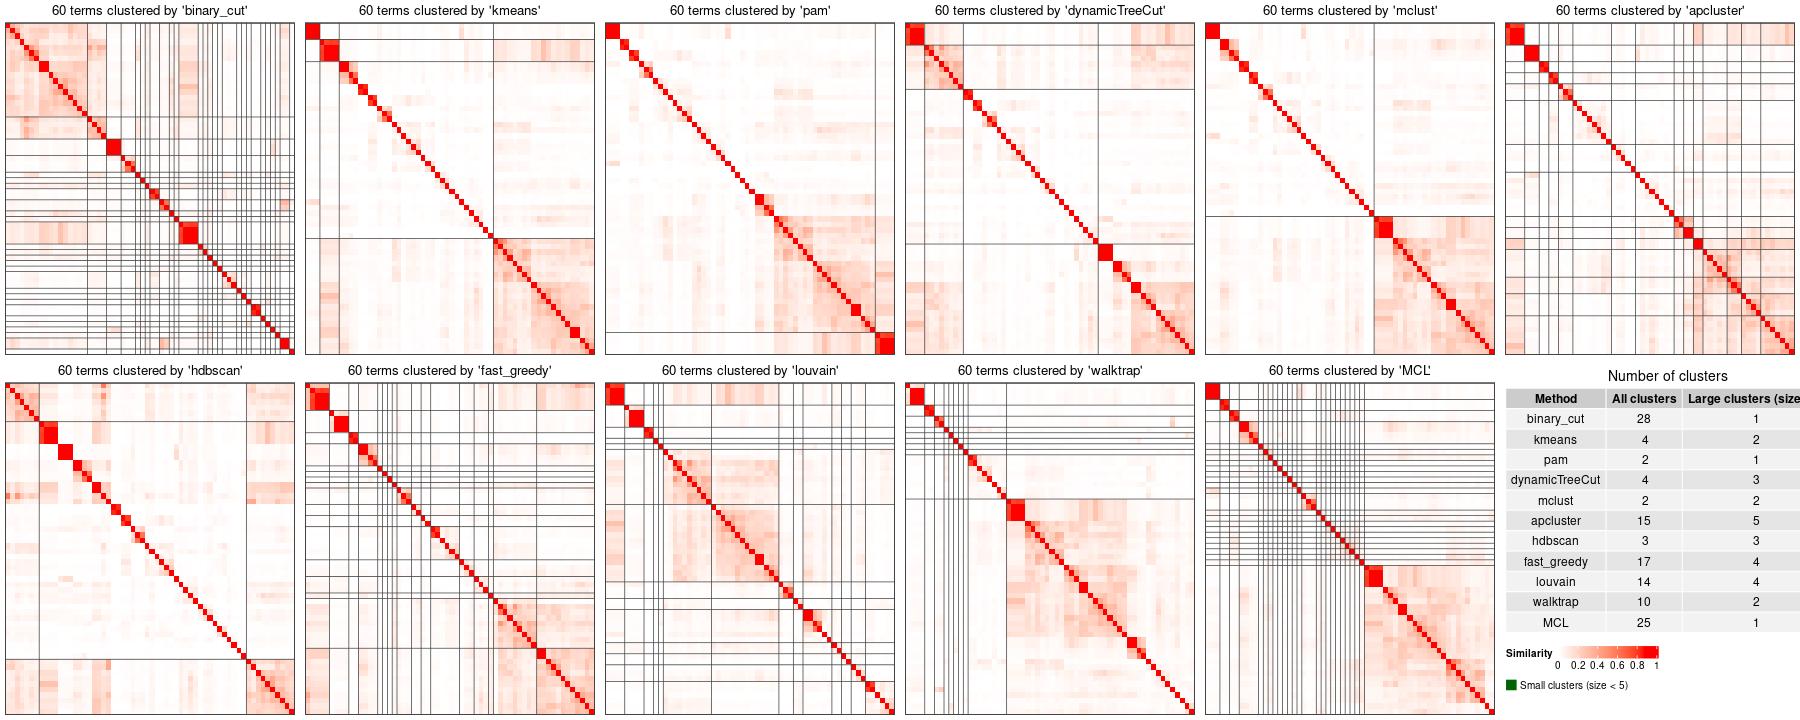 60 terms clustered by 'binary_cut'
60 terms clustered by 'kmeans'
60 terms clustered by 'pam'
60 terms clustered by 'dynamicTreeCut'
60 terms clustered by 'mclust'
60 terms clustered by 'apcluster'
60 terms clustered by 'hdbscan'
60 terms clustered by 'fast_greedy'
60 terms clustered by 'louvain'
60 terms clustered by 'walktrap'
60 terms clustered by 'MCL'
Number of clusters
Method All clusters Large clusters (size
binary_cut 28 1
kmeans 4 2
pam 2 1
dynamicTreeCut 4 3
mclust 2 2
apcluster 15 5
hdbscan 3 3
fast_greedy 17 4
louvain 14 4
walktrap 10 2
MCL 25 1
Similarity
0 0.2 0.4 0.6 0.8 1
Small clusters (size < 5)